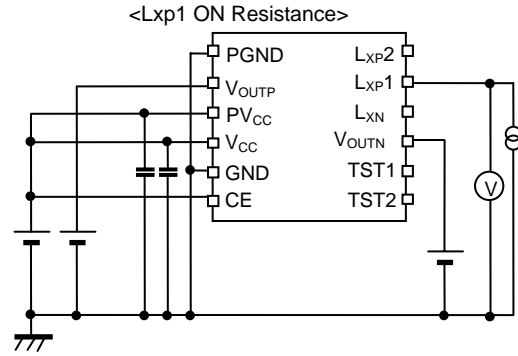 <Lxp1 ON Resistance>
PGND
VOUTP
PVCC
VCC
GND
CE
LXP2
LXP1
LXN
VOUTN
TST1
TST2
V